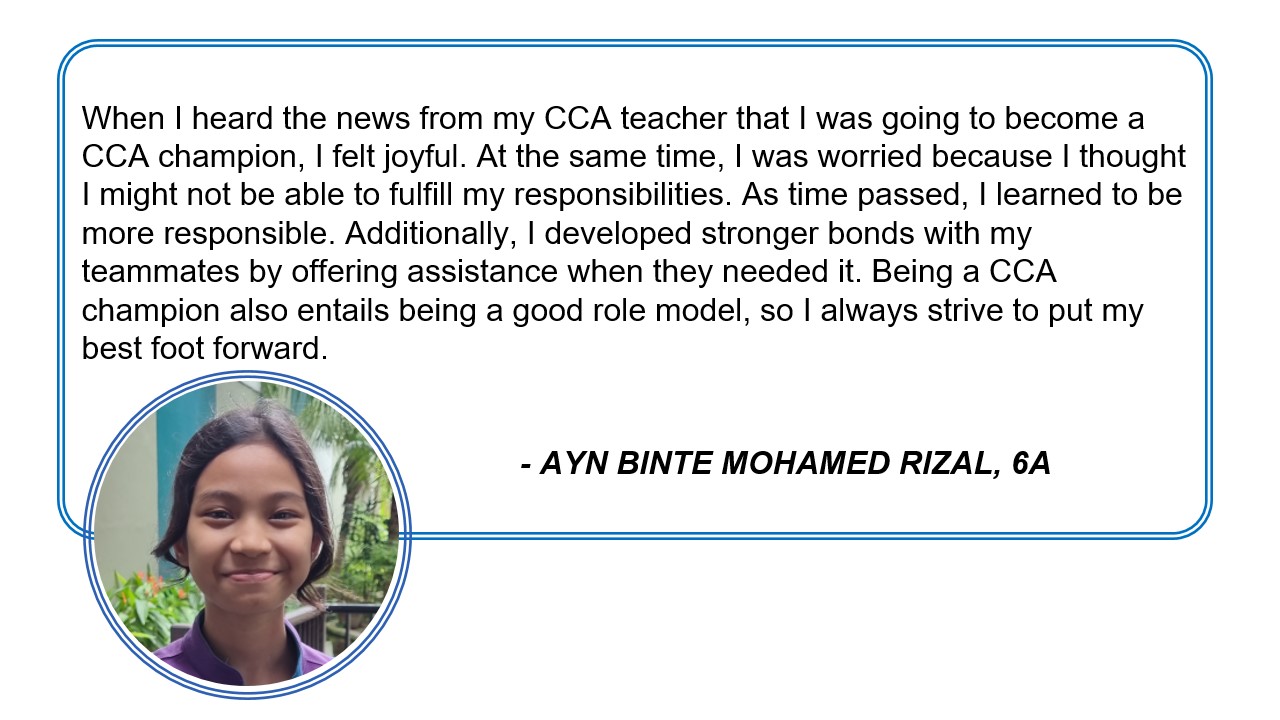 When I heard the news from my CCA teacher that I was going to become a
CCA champion, I felt joyful. At the same time, I was worried because I thought
I might not be able to fulfill my responsibilities. As time passed, I learned to be
more responsible. Additionally, I developed stronger bonds with my
teammates by offering assistance when they needed it. Being a CCA
champion also entails being a good role model, so I always strive to put my
best foot forward.
- AYN BINTE MOHAMED RIZAL, 6A